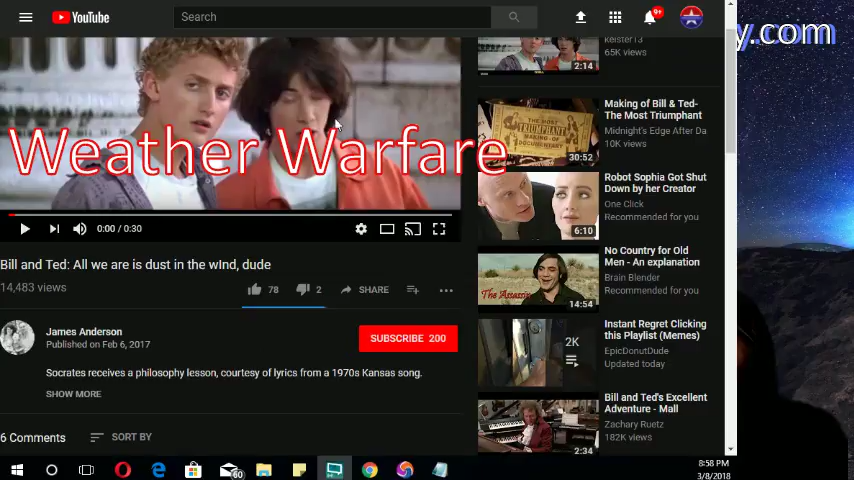 YouTube
Search
9+
y.com
Keister13
65K views
2:14
Making of Bill & Ted-
The Most Triumphant
Midnight's Edge After Da
10K views
30:52
Weather Warfare
Robot Sophia Got Shut
Down by her Creator
One Click
Recommended for you
6:10
0:00 / 0:30
Bill and Ted: All we are is dust in the wInd, dude
14,483 views
78
2
SHARE
No Country for Old
Men - An explanation
Brain Blender
Recommended for you
The Assassin
14:54
James Anderson
Published on Feb 6, 2017
SUBSCRIBE 200
Socrates receives a philosophy lesson, courtesy of lyrics from a 1970s Kansas song.
SHOW MORE
Instant Regret Clicking
this Playlist (Memes)
EpicDonutDude
Updated today
2K
Bill and Ted's Excellent
Adventure - Mall
Zachary Ruetz
182K views
2:34
6 Comments
SORT BY
60
8:58 PM
3/8/2018